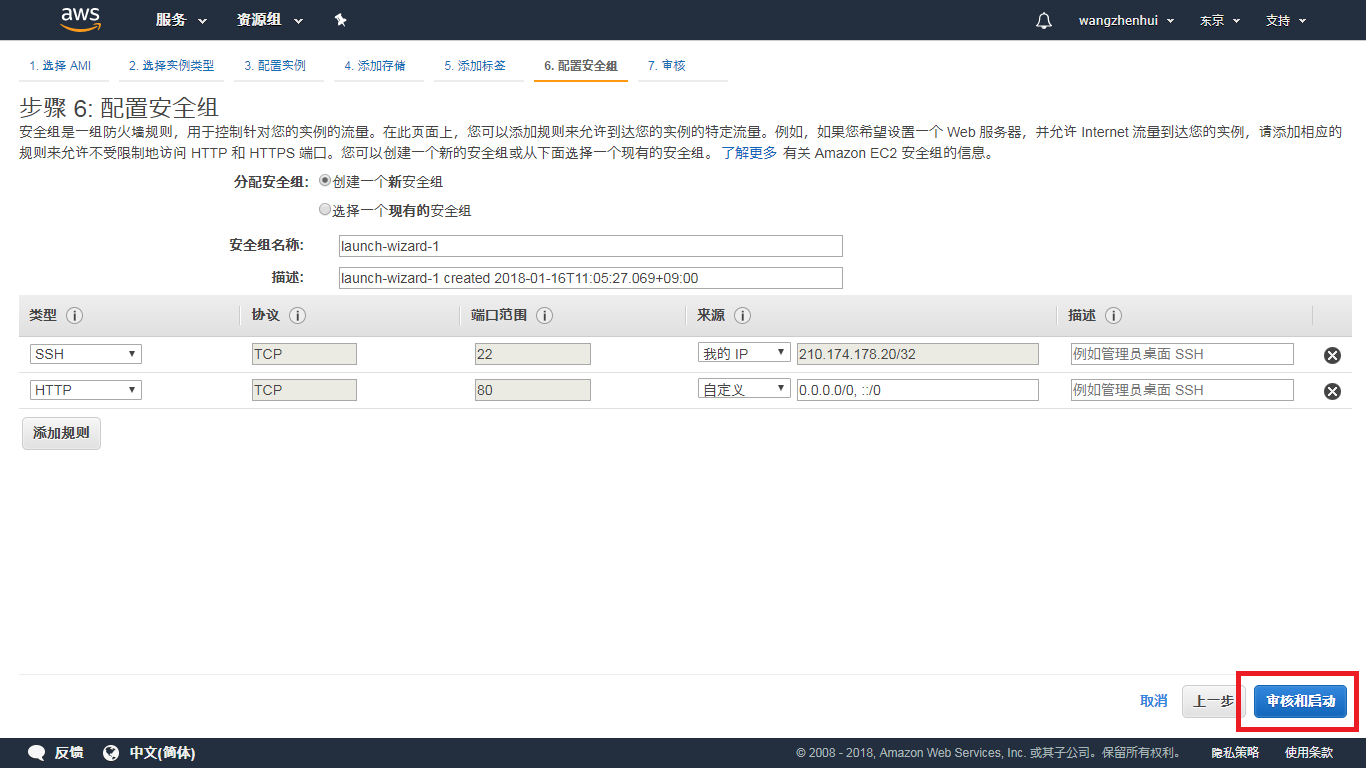 aws 服务 资源组 wangzhenhui 东京 支持
1. 选择 AMI 2. 选择实例类型 3. 配置实例 4. 添加存储 5. 添加标签 6. 配置安全组 7. 审核
步骤 6: 配置安全组
安全组是一组防火墙规则，用于控制针对您的实例的流量。在此页面上，您可以添加规则来允许到达您的实例的特定流量。例如，如果您希望设置一个 Web 服务器，并允许 Internet 流量到达您的实例，请添加相应的
规则来允许不受限制地访问 HTTP 和 HTTPS 端口。您可以创建一个新的安全组或从下面选择一个现有的安全组。 了解更多 有关 Amazon EC2 安全组的信息。
分配安全组: 创建一个新安全组
选择一个现有的安全组
安全组名称: launch-wizard-1
描述: launch-wizard-1 created 2018-01-16T11:05:27.069+09:00
类型 协议 端口范围 来源 描述
SSH TCP 22 我的 IP 210.174.178.20/32 例如管理员桌面 SSH
HTTP TCP 80 自定义 0.0.0.0/0, ::/0 例如管理员桌面 SSH
添加规则
取消 上一步 审核和启动
反馈 中文(简体) © 2008 - 2018, Amazon Web Services, Inc. 或其子公司。保留所有权利。 隐私策略 使用条款